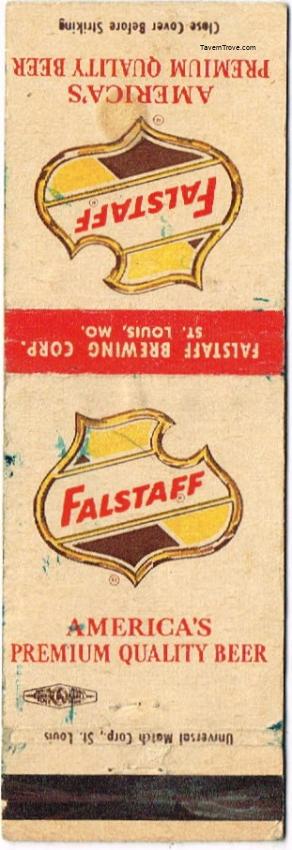 Close Cover Before Striking
TavernTrove.com
PREMIUM QUALITY BEER
AMERICA'S
®
FALSTAFF
®
ST. LOUIS, MO.
FALSTAFF BREWING CORP.
FALSTAFF
®
®
AMERICA'S
PREMIUM QUALITY BEER
Universal Match Corp., St. Louis